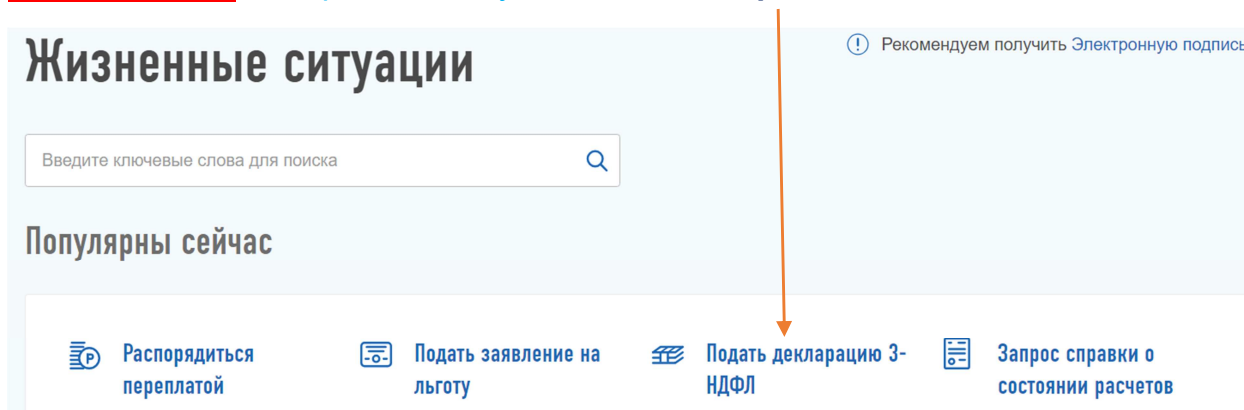 Жизненные ситуации
Рекомендуем получить Электронную подпись
Введите ключевые слова для поиска
Популярны сейчас
Распорядиться переплатой
Подать заявление на льготу
Подать декларацию 3-НДФЛ
Запрос справки о состоянии расчетов